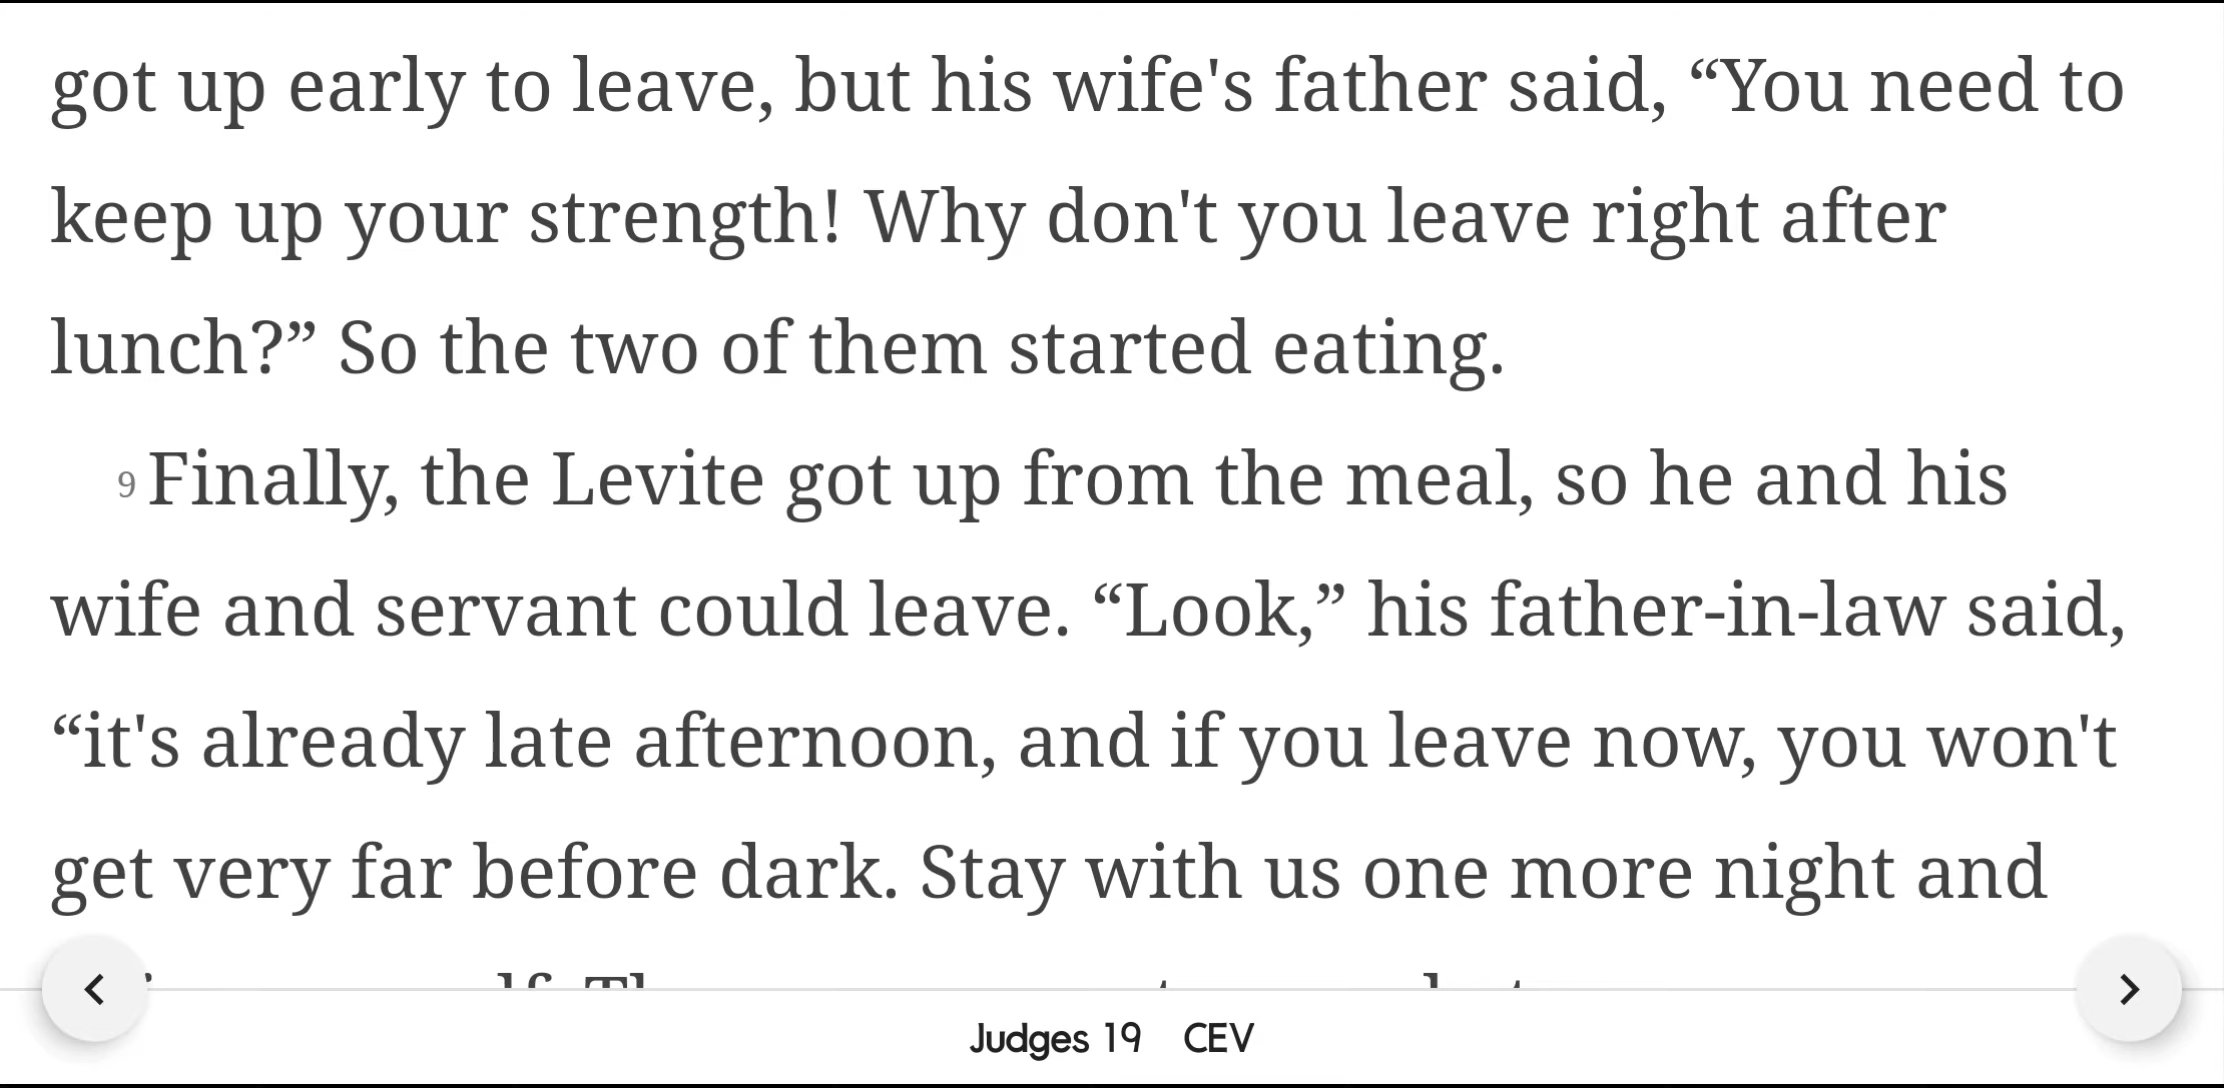 got up early to leave, but his wife's father said, “You need to
keep up your strength! Why don't you leave right after
lunch?” So the two of them started eating.
9 Finally, the Levite got up from the meal, so he and his
wife and servant could leave. “Look,” his father-in-law said,
“it's already late afternoon, and if you leave now, you won't
get very far before dark. Stay with us one more night and
Judges 19 CEV